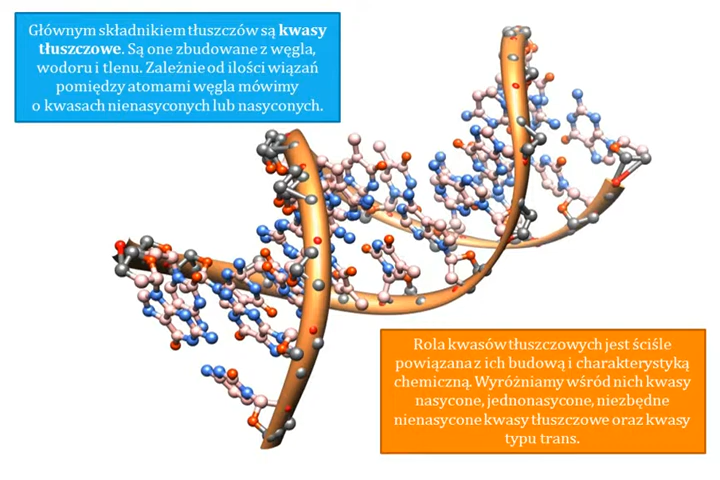 Głównym składnikiem tłuszczów są kwasy
tłuszczowe. Są one zbudowane z węgla,
wodoru i tlenu. Zależnie od ilości wiązań
pomiędzy atomami węgla mówimy
o kwasach nienasyconych lub nasyconych.
Rola kwasów tłuszczowych jest ściśle
powiązana z ich budową i charakterystyką
chemiczną. Wyróżniamy wśród nich kwasy
nasycone, jednonasycone, niezbędne
nienasycone kwasy tłuszczowe oraz kwasy
typu trans.